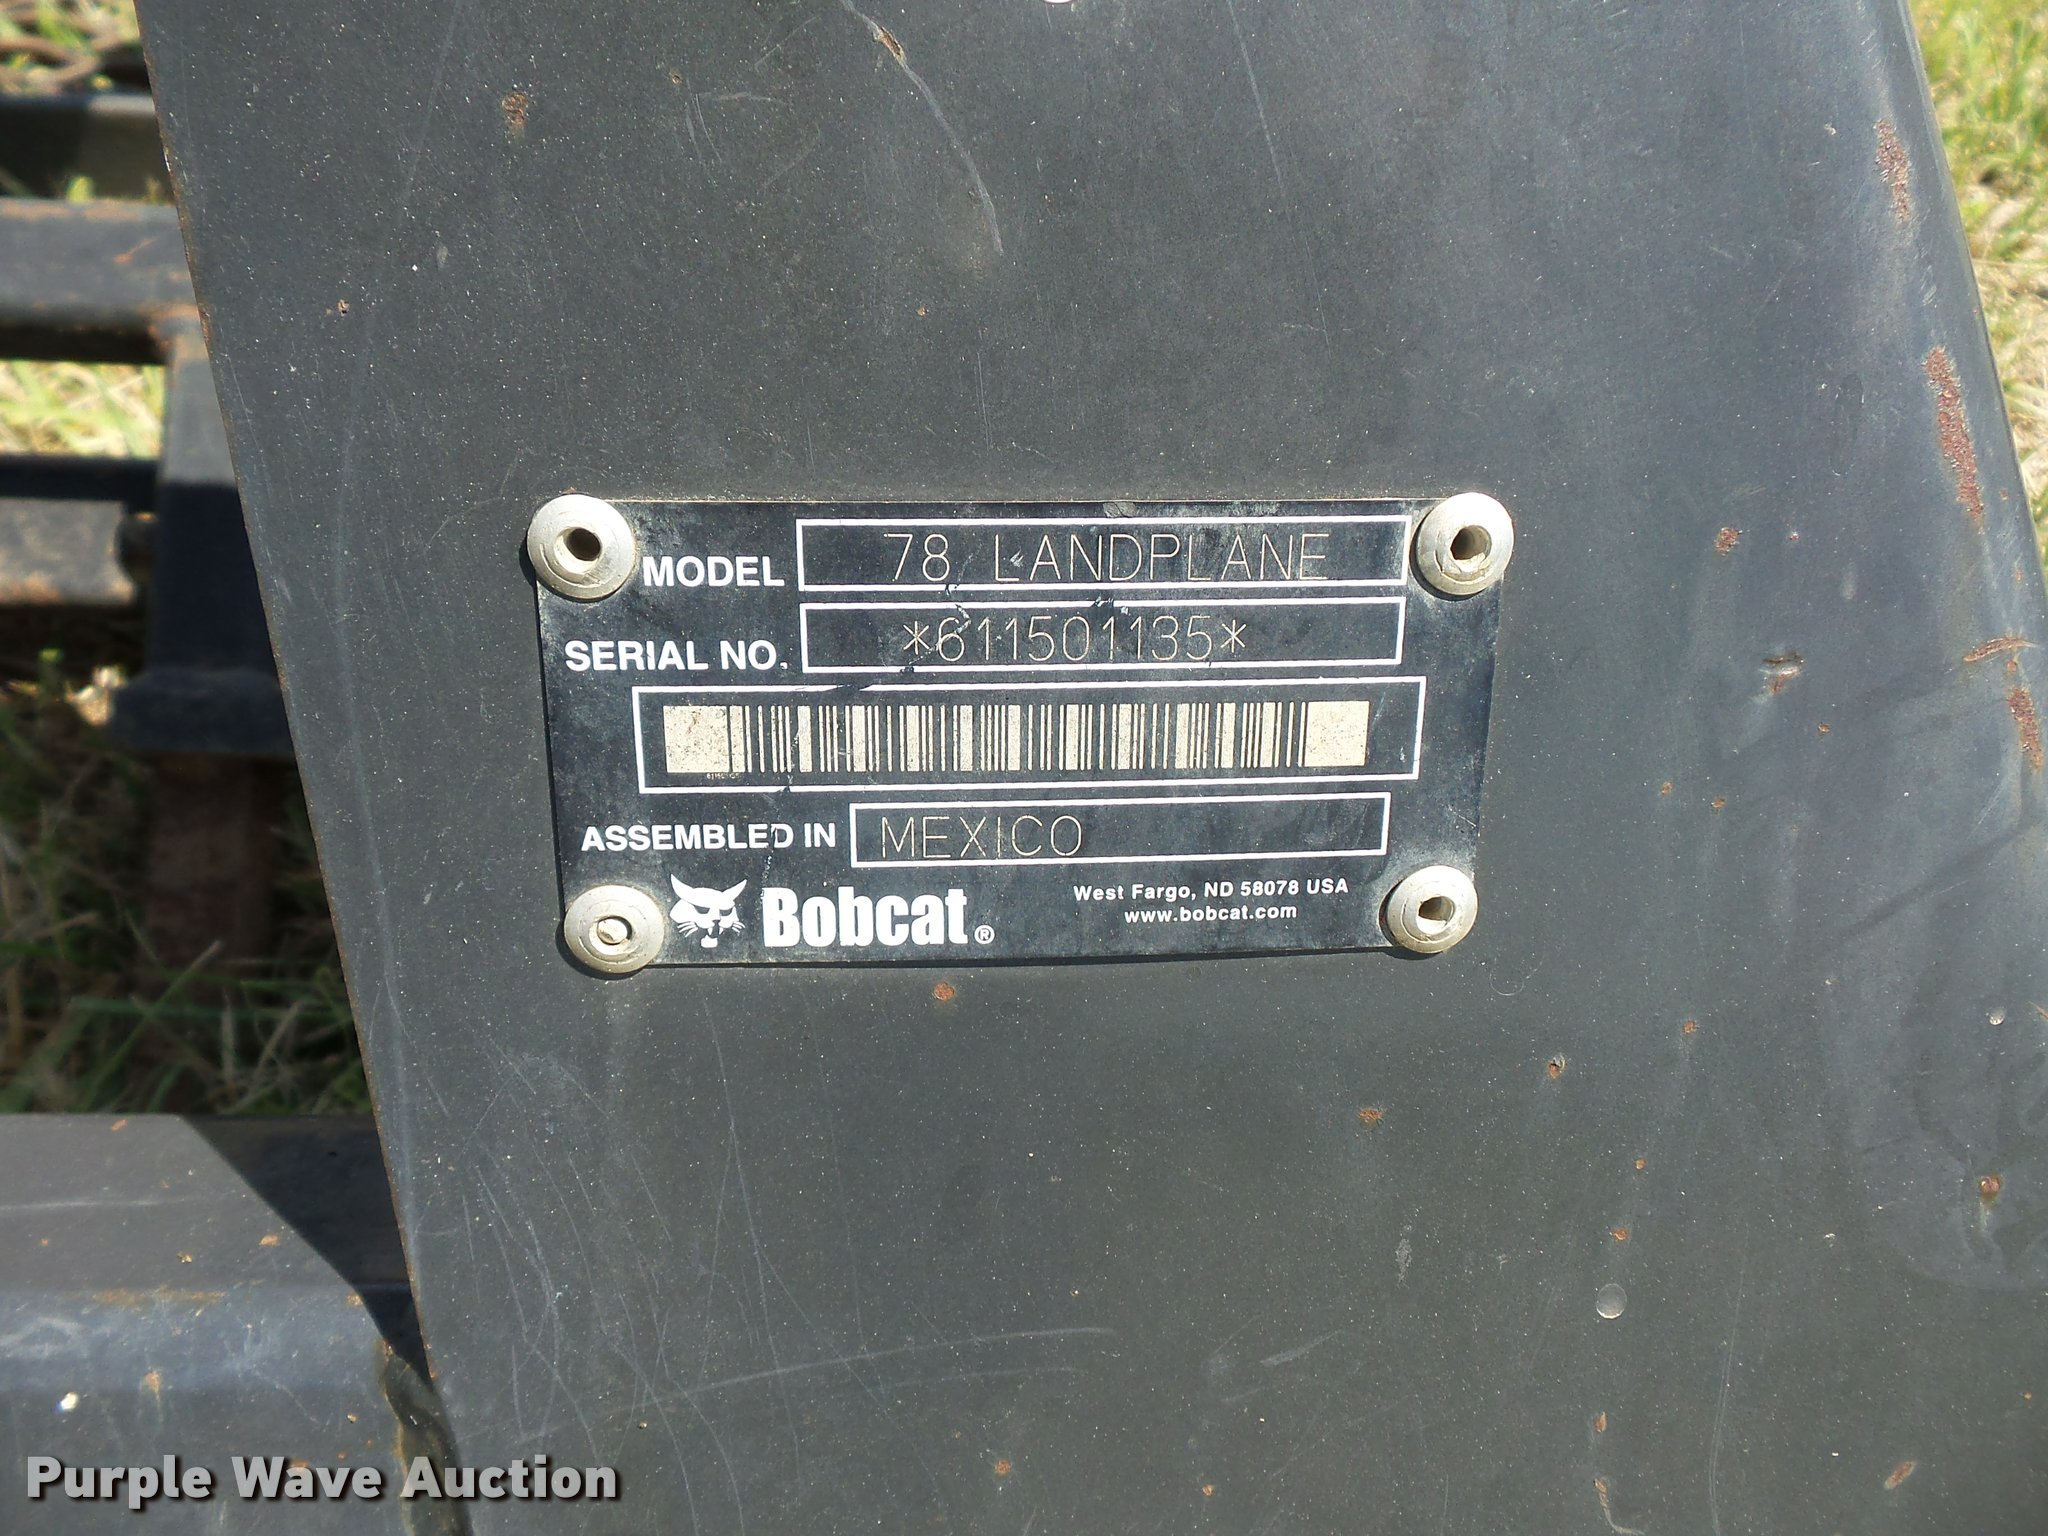 MODEL 78 LANDPLANE
SERIAL NO. *611501135*
ASSEMBLED IN MEXICO
Bobcat®
West Fargo, ND 58078 USA
www.bobcat.com
Purple Wave Auction